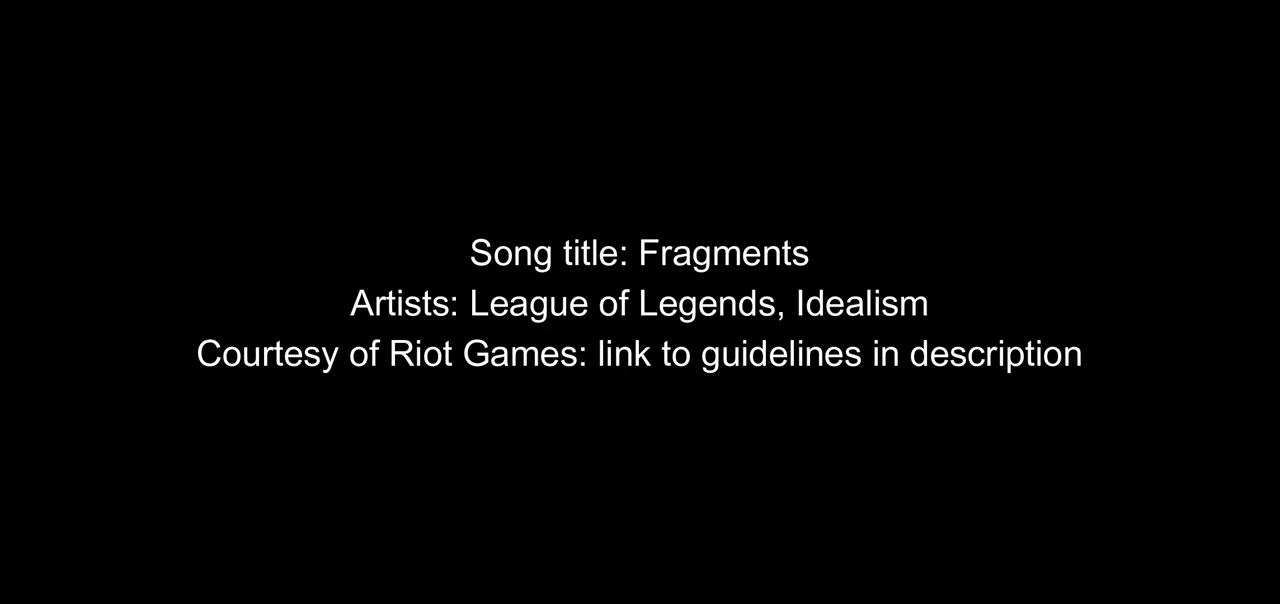 Song title: Fragments
Artists: League of Legends, Idealism
Courtesy of Riot Games: link to guidelines in description